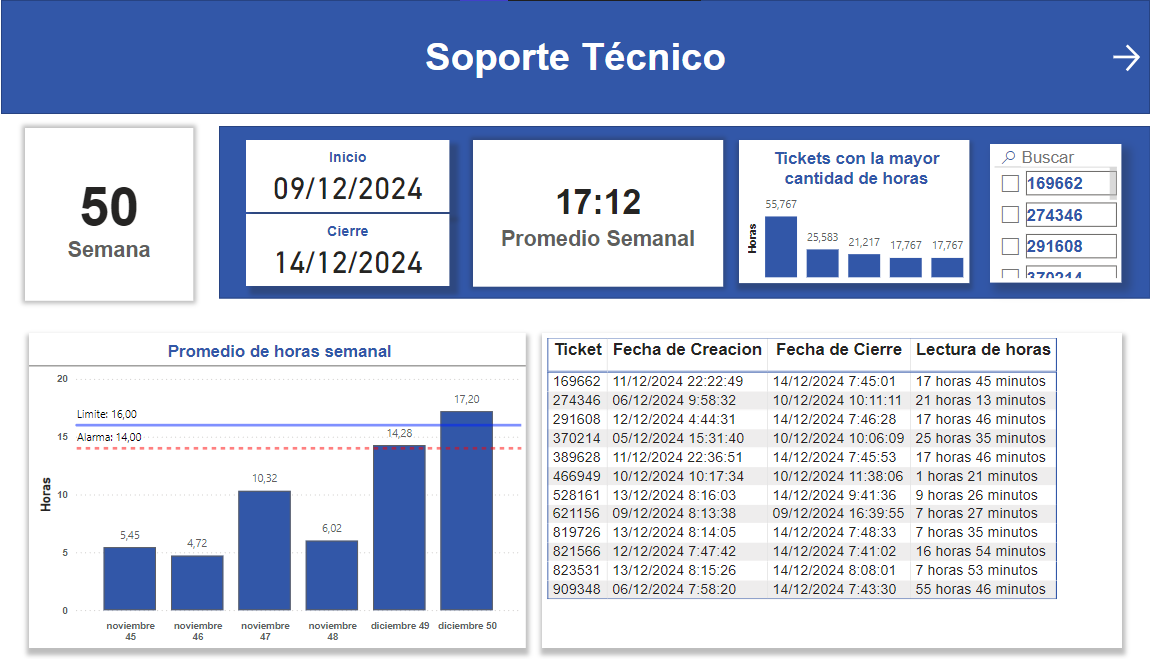 Soporte Técnico
50
Semana
Inicio
09/12/2024
Cierre
14/12/2024
17:12
Promedio Semanal
Tickets con la mayor
cantidad de horas
Horas
55,767
25,583
21,217
17,767
17,767
Buscar
169662
274346
291608
370214
Promedio de horas semanal
Horas
20
15
10
5
0
Limite: 16,00
Alarma: 14,00
5,45
4,72
10,32
6,02
14,28
17,20
noviembre
45
noviembre
46
noviembre
47
noviembre
48
diciembre 49
diciembre 50
Ticket Fecha de Creacion Fecha de Cierre Lectura de horas
169662 11/12/2024 22:22:49 14/12/2024 7:45:01 17 horas 45 minutos
274346 06/12/2024 9:58:32 10/12/2024 10:11:11 21 horas 13 minutos
291608 12/12/2024 4:44:31 14/12/2024 7:46:28 17 horas 46 minutos
370214 05/12/2024 15:31:40 10/12/2024 10:06:09 25 horas 35 minutos
389628 11/12/2024 22:36:51 14/12/2024 7:45:53 17 horas 46 minutos
466949 10/12/2024 10:17:34 10/12/2024 11:38:06 1 horas 21 minutos
528161 13/12/2024 8:16:03 14/12/2024 9:41:36 9 horas 26 minutos
621156 09/12/2024 8:13:38 09/12/2024 16:39:55 7 horas 27 minutos
819726 13/12/2024 8:14:05 14/12/2024 7:48:33 7 horas 35 minutos
821566 12/12/2024 7:47:42 14/12/2024 7:41:02 16 horas 54 minutos
823531 13/12/2024 8:15:26 14/12/2024 8:08:01 7 horas 53 minutos
909348 06/12/2024 7:58:20 14/12/2024 7:43:30 55 horas 46 minutos